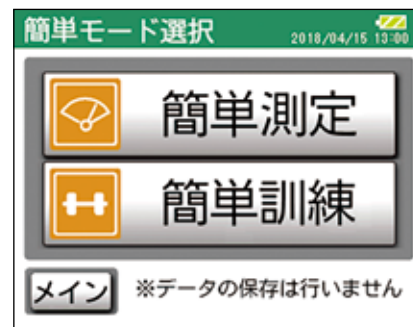 簡単モード選択
2018/04/15 13:00
簡単測定
簡単訓練
メイン
※データの保存は行いません